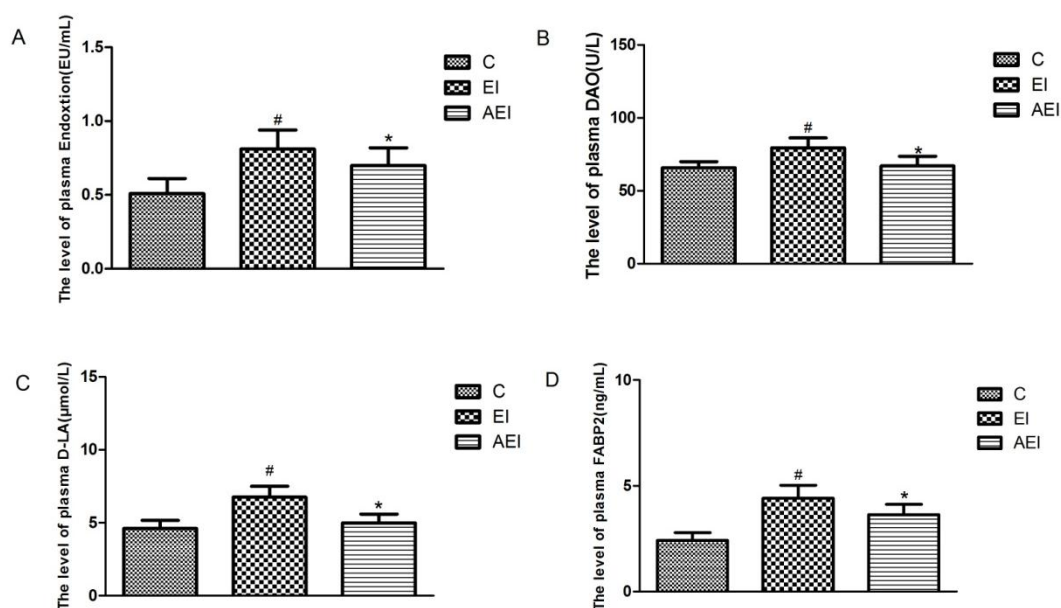 A
The level of plasma Endoxtion(EU/mL)
1.5
1.0
0.5
0.0
#
*
C
EI
AEI
B
The level of plasma DAO(U/L)
150
100
50
0
#
*
C
EI
AEI
C
The level of plasma D-LA(μmol/L)
15
10
5
0
#
*
C
EI
AEI
D
The level of plasma FABP2(ng/mL)
10
5
0
#
*
C
EI
AEI